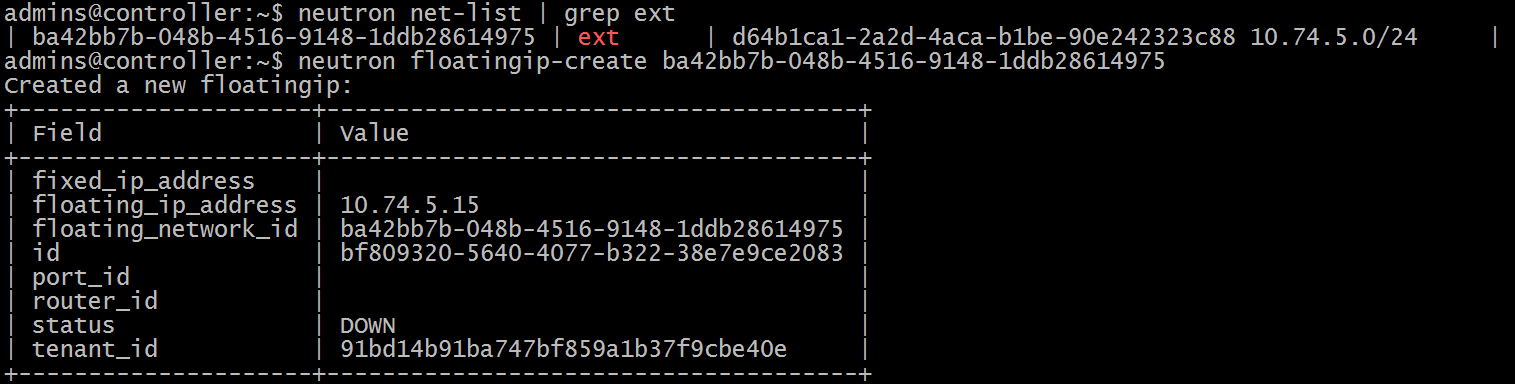 admins@controller:~$ neutron net-list | grep ext
| ba42bb7b-048b-4516-9148-1ddb28614975 | ext      | d64b1ca1-2a2d-4aca-b1be-90e242323c88 10.74.5.0/24     |
admins@controller:~$ neutron floatingip-create ba42bb7b-048b-4516-9148-1ddb28614975
Created a new floatingip:
+---------------------+--------------------------------------+
| Field               | Value                                |
+---------------------+--------------------------------------+
| fixed_ip_address    |                                      |
| floating_ip_address | 10.74.5.15                           |
| floating_network_id | ba42bb7b-048b-4516-9148-1ddb28614975 |
| id                  | bf809320-5640-4077-b322-38e7e9ce2083 |
| port_id             |                                      |
| router_id           |                                      |
| status              | DOWN                                 |
| tenant_id           | 91bd14b91ba747bf859a1b37f9cbe40e     |
+---------------------+--------------------------------------+